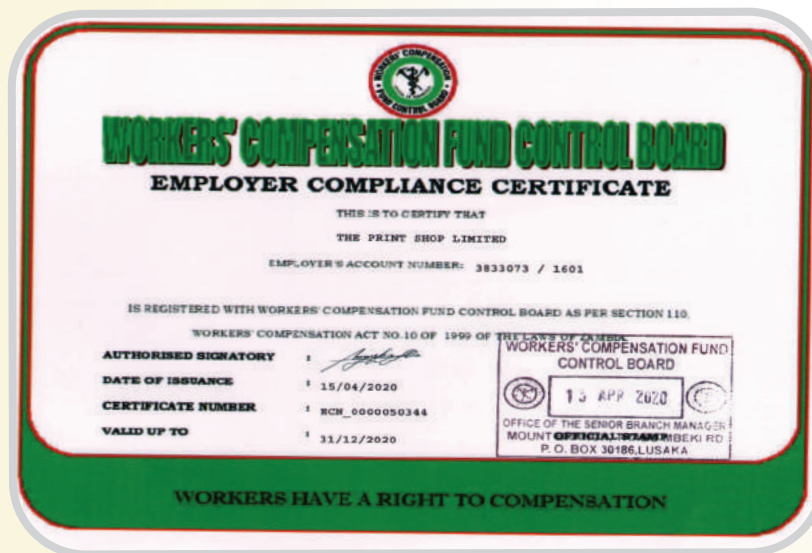 WORKERS' COMPENSATION
FUND CONTROL BOARD
WORKERS' COMPENSATION FUND CONTROL BOARD
EMPLOYER COMPLIANCE CERTIFICATE
THIS IS TO CERTIFY THAT
THE PRINT SHOP LIMITED
EMPLOYER'S ACCOUNT NUMBER: 3833073 / 1601
IS REGISTERED WITH WORKERS' COMPENSATION FUND CONTROL BOARD AS PER SECTION 110,
WORKERS' COMPENSATION ACT NO.10 OF 1999 OF THE LAWS OF ZAMBIA
AUTHORISED SIGNATORY :
DATE OF ISSUANCE : 15/04/2020
CERTIFICATE NUMBER : ECN_0000050344
VALID UP TO : 31/12/2020
WORKERS' COMPENSATION FUND
CONTROL BOARD
APR 2020
OFFICE OF THE SENIOR BRANCH MANAGER
MOUNT MBEKI RD
OFFICIAL STAMP
P. O. BOX 30186, LUSAKA
WORKERS HAVE A RIGHT TO COMPENSATION